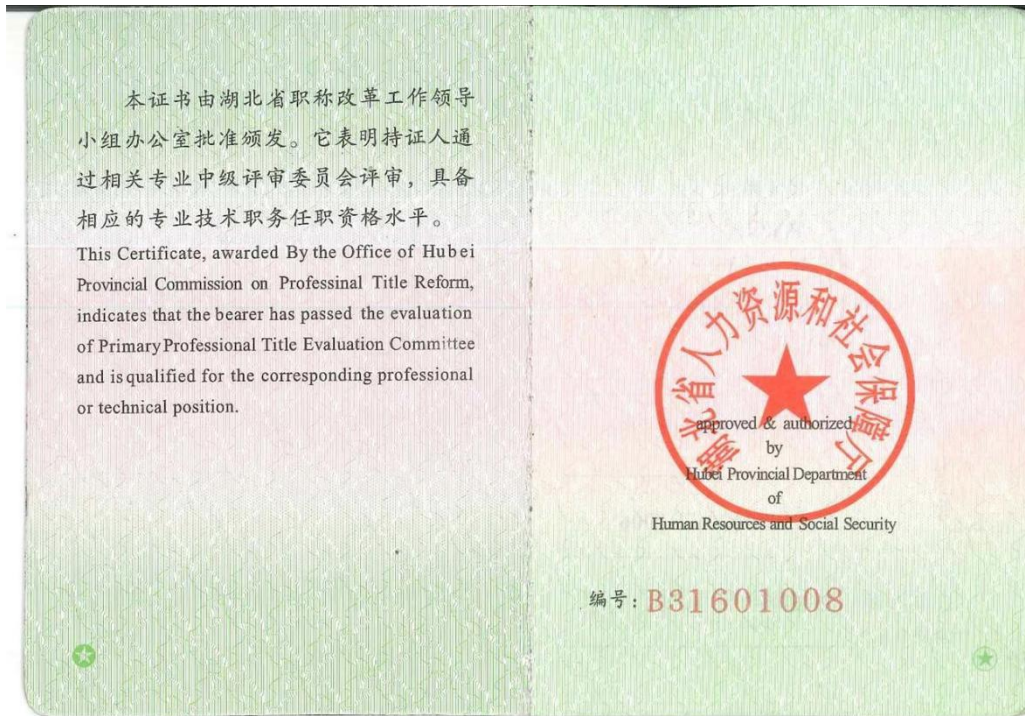 本证书由湖北省职称改革工作领导
小组办公室批准颁发。它表明持证人通
过相关专业中级评审委员会评审，具备
相应的专业技术职务任职资格水平。
This Certificate, awarded By the Office of Hubei
Provincial Commission on Professinal Title Reform,
indicates that the bearer has passed the evaluation
of Primary Professional Title Evaluation Committee
and is qualified for the corresponding professional
or technical position.
湖北省人力资源和社会保障厅
approved & authorized
by
Hubei Provincial Department
of
Human Resources and Social Security
编号: B31601008